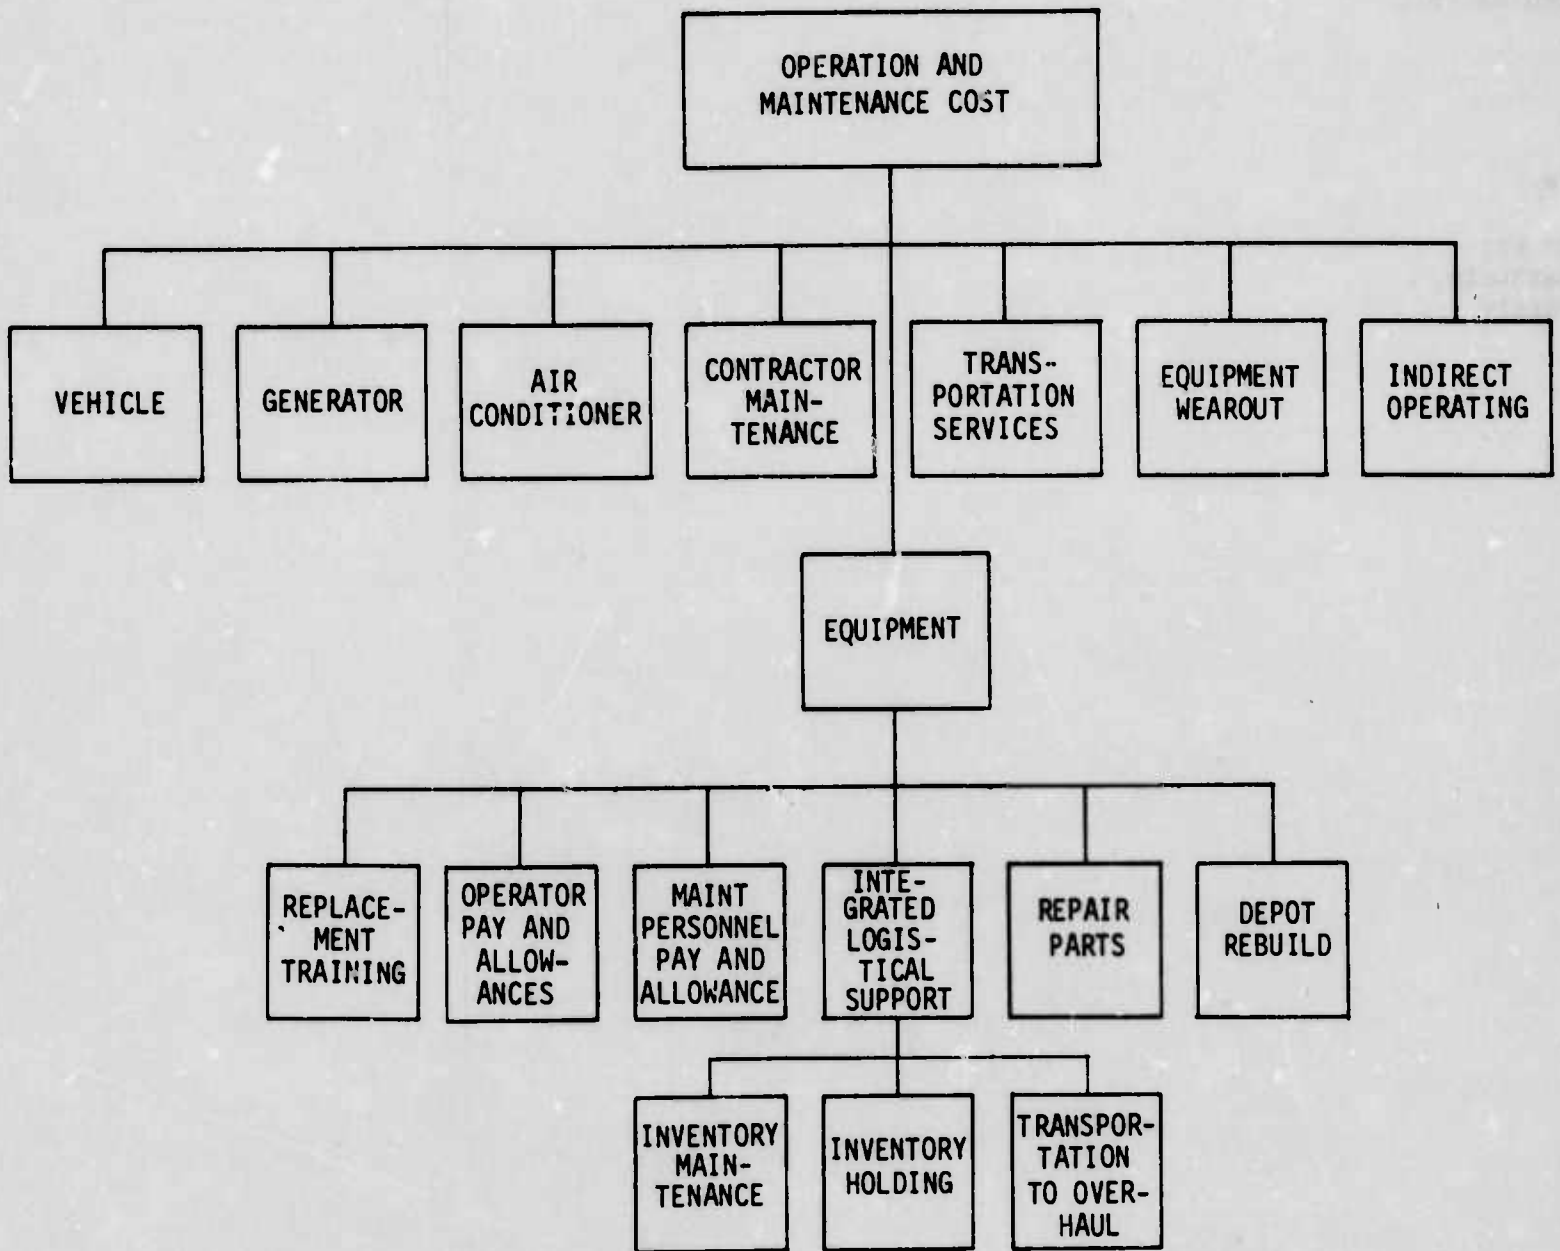 OPERATION AND
MAINTENANCE COST
VEHICLE
GENERATOR
AIR
CONDITIONER
CONTRACTOR
MAIN-
TENANCE
TRANS-
PORTATION
SERVICES
EQUIPMENT
WEAROUT
INDIRECT
OPERATING
EQUIPMENT
REPLACE-
MENT
TRAINING
OPERATOR
PAY AND
ALLOW-
ANCES
MAINT
PERSONNEL
PAY AND
ALLOWANCE
INTE-
GRATED
LOGIS-
TICAL
SUPPORT
REPAIR
PARTS
DEPOT
REBUILD
INVENTORY
MAIN-
TENANCE
INVENTORY
HOLDING
TRANSPOR-
TATION
TO OVER-
HAUL